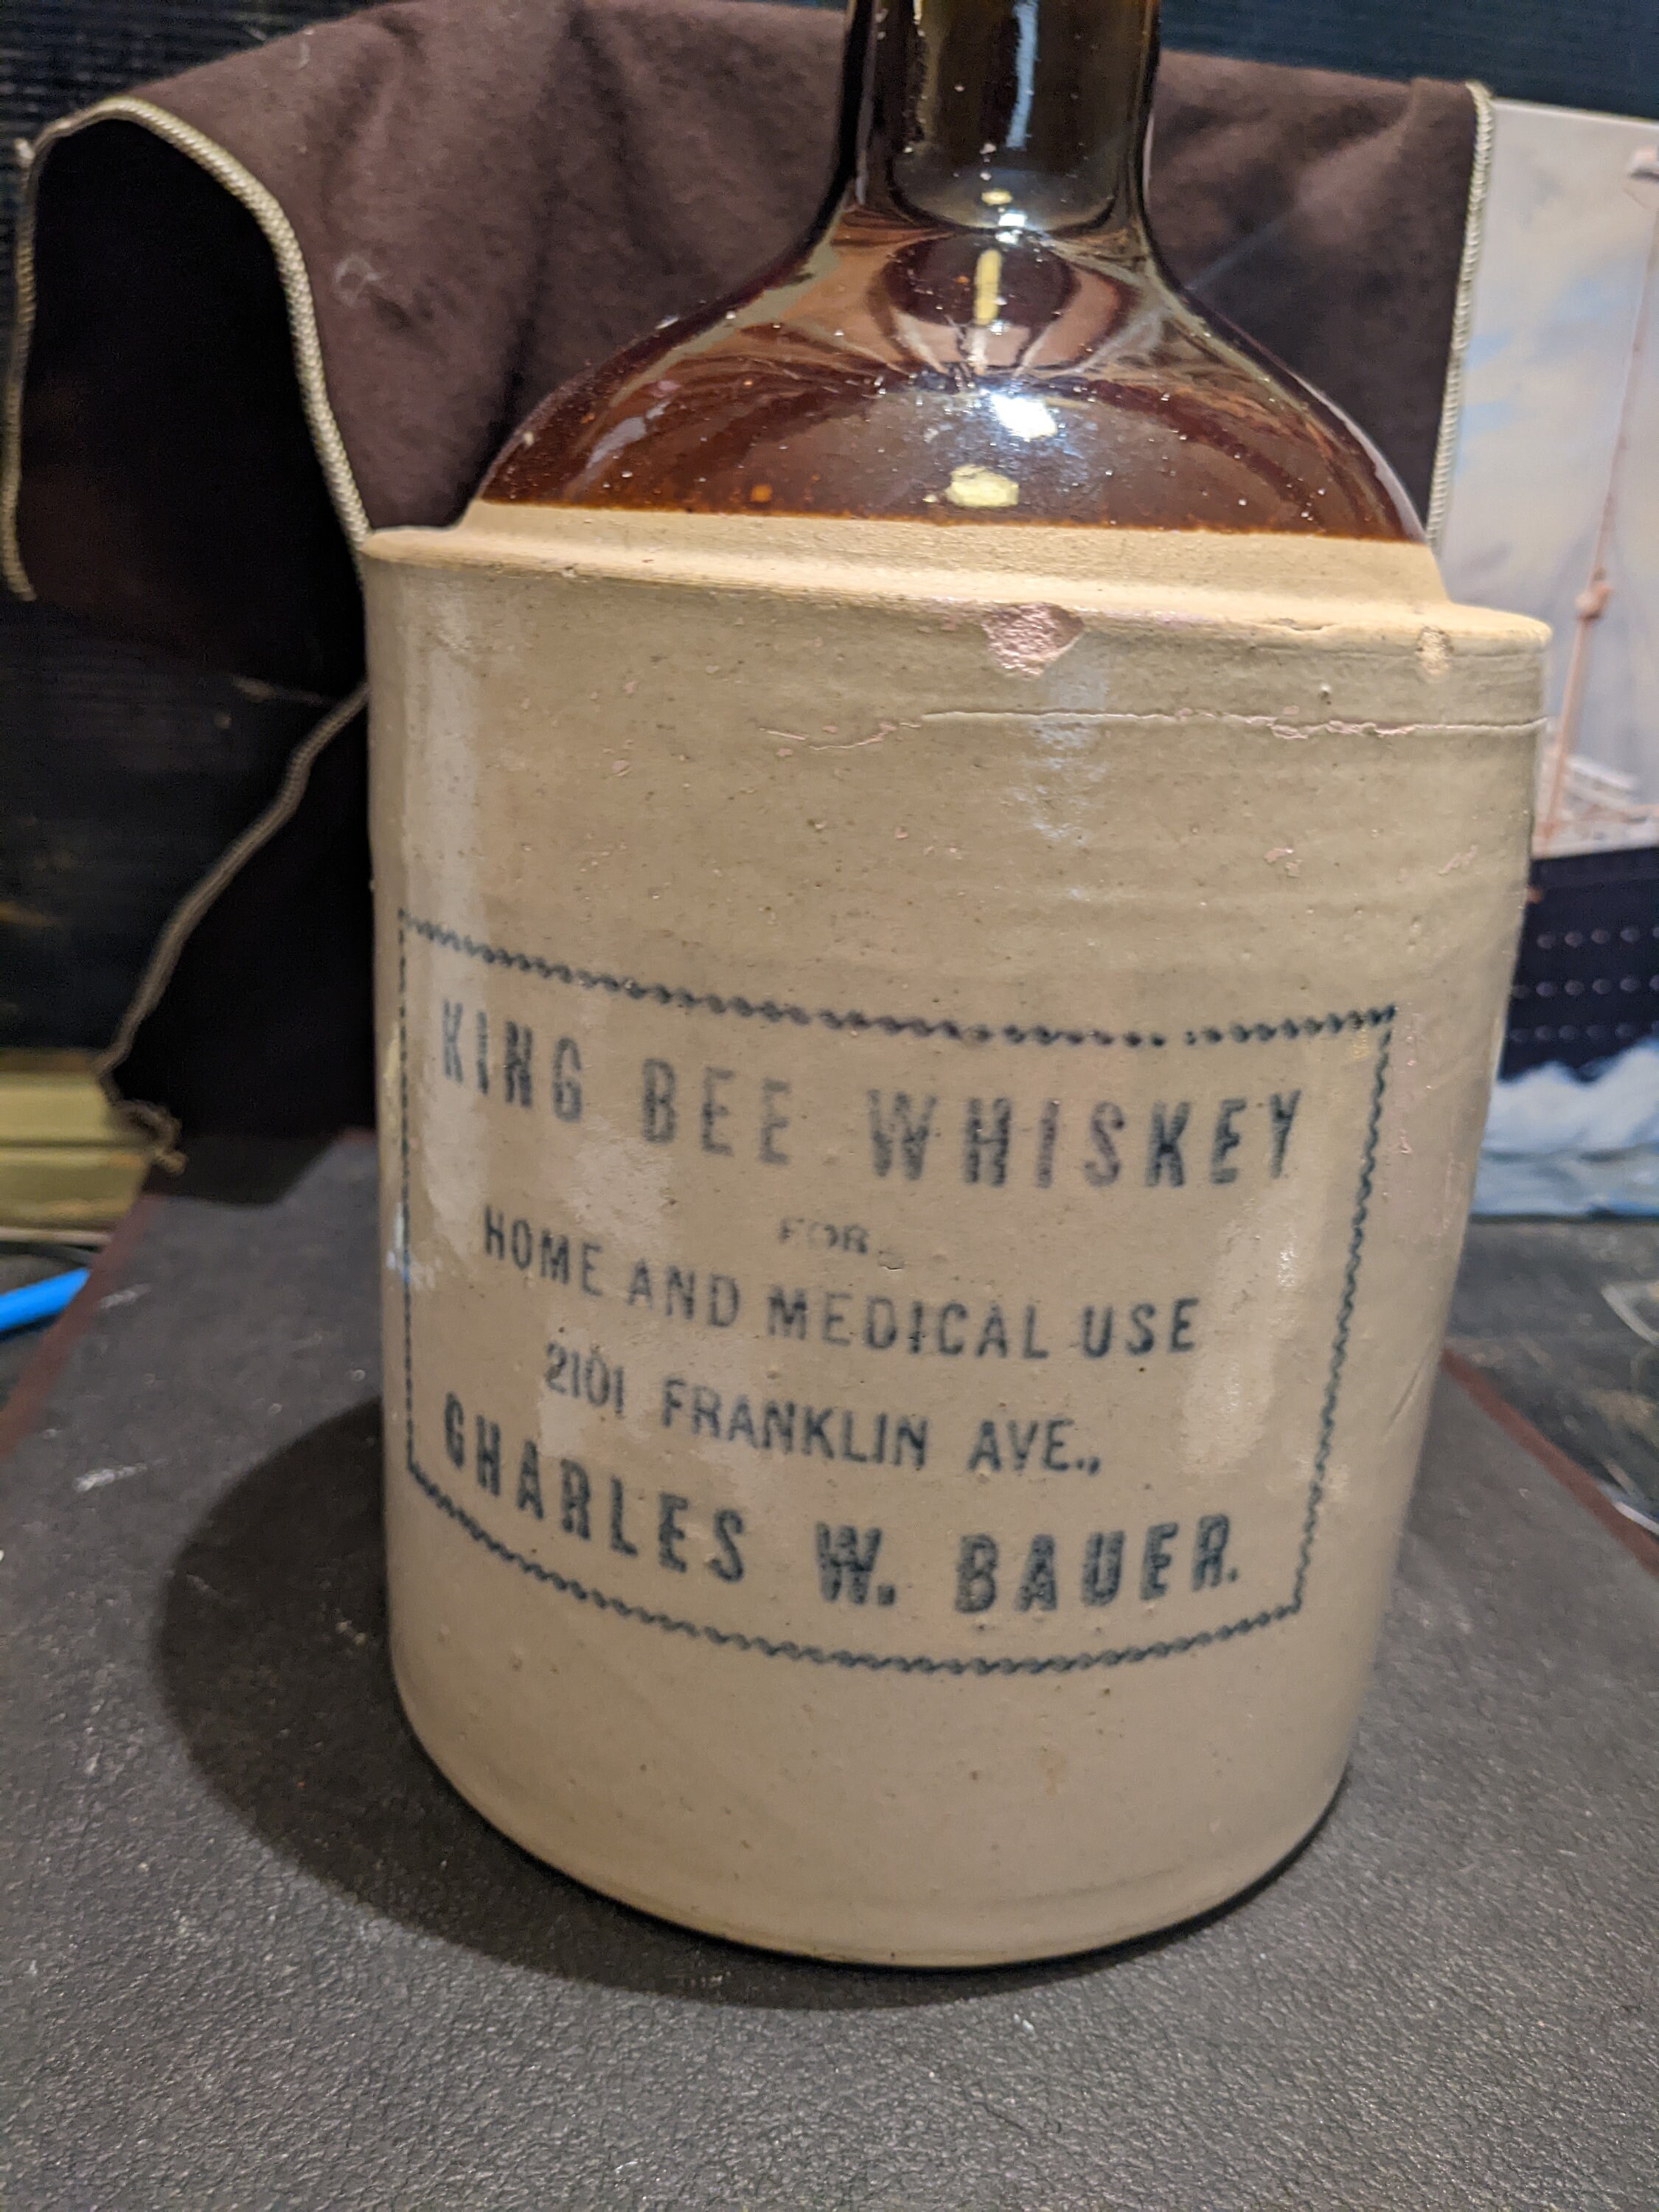 KING BEE WHISKEY
FOR
HOME AND MEDICAL USE
2101 FRANKLIN AVE.,
CHARLES W. BAUER.